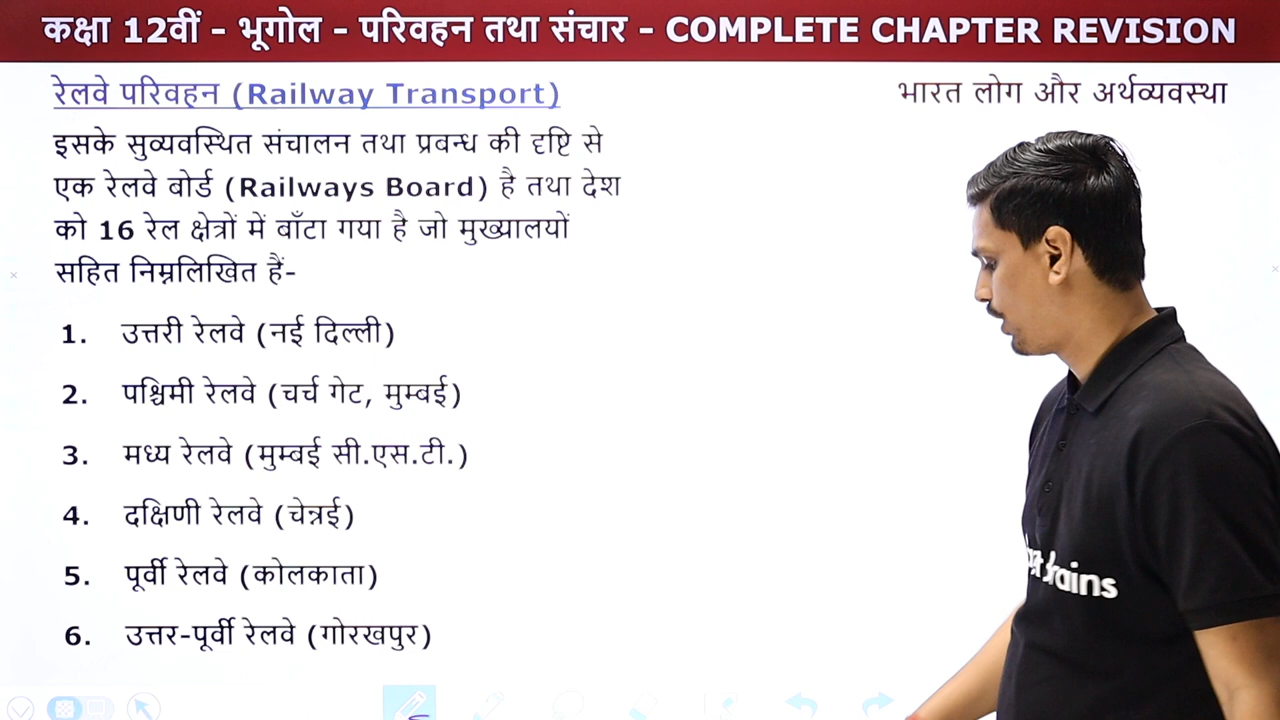 कक्षा 12वीं - भूगोल - परिवहन तथा संचार - COMPLETE CHAPTER REVISION
रेलवे परिवहन (Railway Transport)
भारत लोग और अर्थव्यवस्था
इसके सुव्यवस्थित संचालन तथा प्रबन्ध की दृष्टि से
एक रेलवे बोर्ड (Railways Board) है तथा देश
को 16 रेल क्षेत्रों में बाँटा गया है जो मुख्यालयों
सहित निम्नलिखित हैं-
1. उत्तरी रेलवे (नई दिल्ली)
2. पश्चिमी रेलवे (चर्च गेट, मुम्बई)
3. मध्य रेलवे (मुम्बई सी.एस.टी.)
4. दक्षिणी रेलवे (चेन्नई)
5. पूर्वी रेलवे (कोलकाता)
6. उत्तर-पूर्वी रेलवे (गोरखपुर)